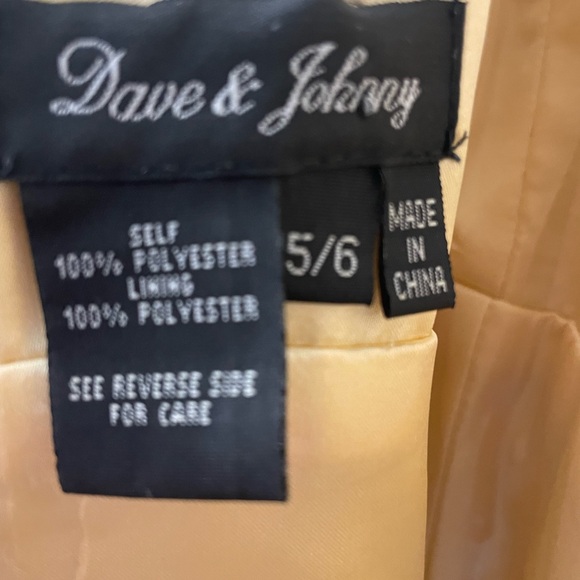 Dave & Johnny
SELF
100% POLYESTER
LINING
100% POLYESTER
SEE REVERSE SIDE
FOR CARE
5/6
MADE
IN
CHINA